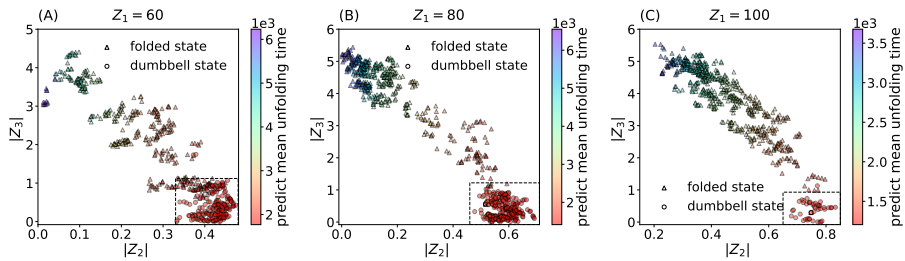 (A) Z₁ = 60
1e3
folded state
dumbbell state
|Z₃|
5
4
3
2
1
0
0.0 0.1 0.2 0.3 0.4
|Z₂|
6
5
4
3
2
predict mean unfolding time
(B) Z₁ = 80
1e3
folded state
dumbbell state
|Z₃|
6
5
4
3
2
1
0
0.0 0.2 0.4 0.6
|Z₂|
6
5
4
3
2
predict mean unfolding time
(C) Z₁ = 100
1e3
|Z₃|
6
5
4
3
2
1
0
folded state
dumbbell state
0.2 0.4 0.6 0.8
|Z₂|
3.5
3.0
2.5
2.0
1.5
predict mean unfolding time